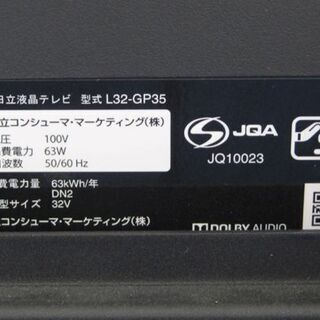 日立液晶テレビ 型式 L32-GP35
立コンシューマ・マーケティング(株)
圧 100V
費電力 63W
波数 50/60 Hz
JQA
JQ10023
費電力量 63kWh/年
DN2
型サイズ 32V
立コンシューマ・マーケティング(株)
DOLBY AUDIO